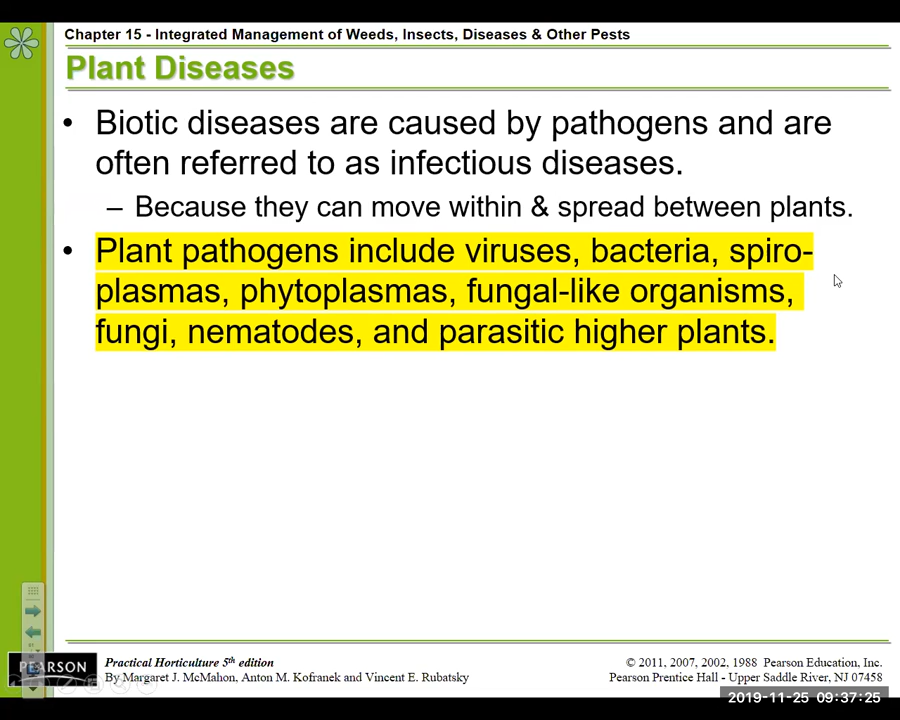 Chapter 15 - Integrated Management of Weeds, Insects, Diseases & Other Pests
Plant Diseases
• Biotic diseases are caused by pathogens and are
often referred to as infectious diseases.
– Because they can move within & spread between plants.
• Plant pathogens include viruses, bacteria, spiro-
plasmas, phytoplasmas, fungal-like organisms,
fungi, nematodes, and parasitic higher plants.
PEARSON
Practical Horticulture 5th edition
By Margaret J. McMahon, Anton M. Kofranek and Vincent E. Rubatsky
© 2011, 2007, 2002, 1988 Pearson Education, Inc.
Pearson Prentice Hall - Upper Saddle River, NJ 07458
2019-11-25 09:37:25